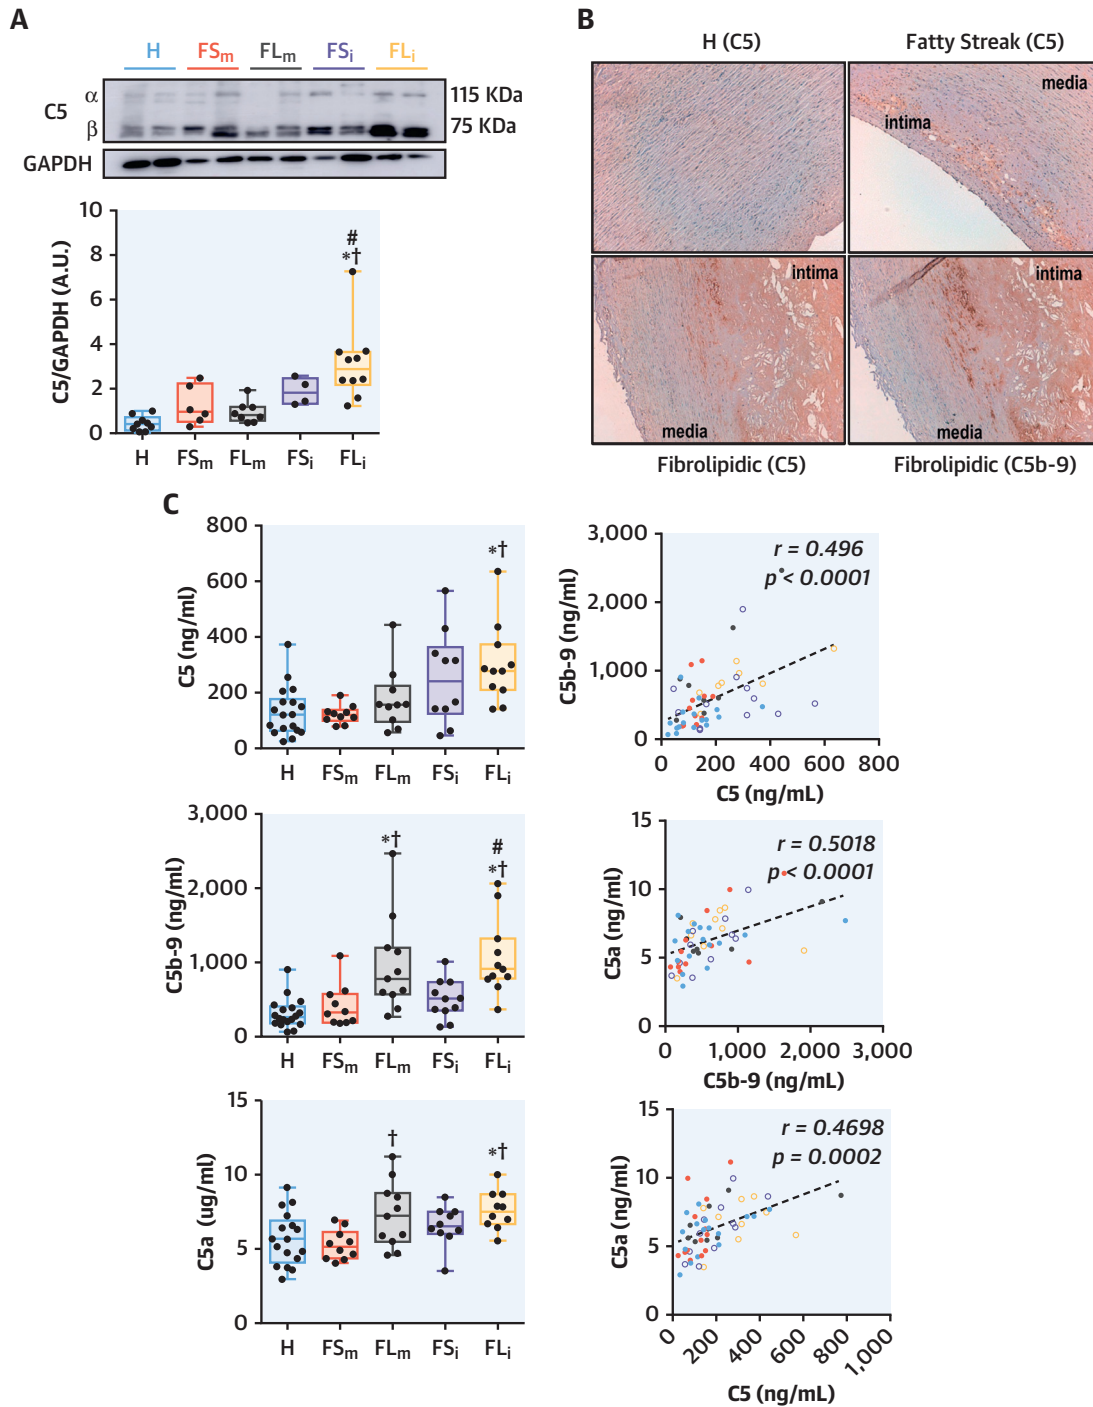 A
H FSm FLm FSi FLi
C5
α
β
115 KDa
75 KDa
GAPDH
C5/GAPDH (A.U.)
10
8
6
4
2
0
#
*†
H FSm FLm FSi FLi
B
H (C5)
Fatty Streak (C5)
media
intima
intima
media
intima
media
Fibrolipidic (C5)
Fibrolipidic (C5b-9)
C
C5 (ng/ml)
800
600
400
200
0
*†
H FSm FLm FSi FLi
C5b-9 (ng/ml)
3,000
2,000
1,000
0
r = 0.496
p < 0.0001
0 200 400 600 800
C5 (ng/mL)
C5b-9 (ng/ml)
3,000
2,000
1,000
0
*†
#
*†
H FSm FLm FSi FLi
C5a (ng/ml)
15
10
5
0
r = 0.5018
p < 0.0001
0 1,000 2,000 3,000
C5b-9 (ng/mL)
C5a (ug/ml)
15
10
5
0
†
*†
H FSm FLm FSi FLi
C5a (ng/ml)
15
10
5
0
r = 0.4698
p = 0.0002
0 200 400 600 800 1,000
C5 (ng/mL)